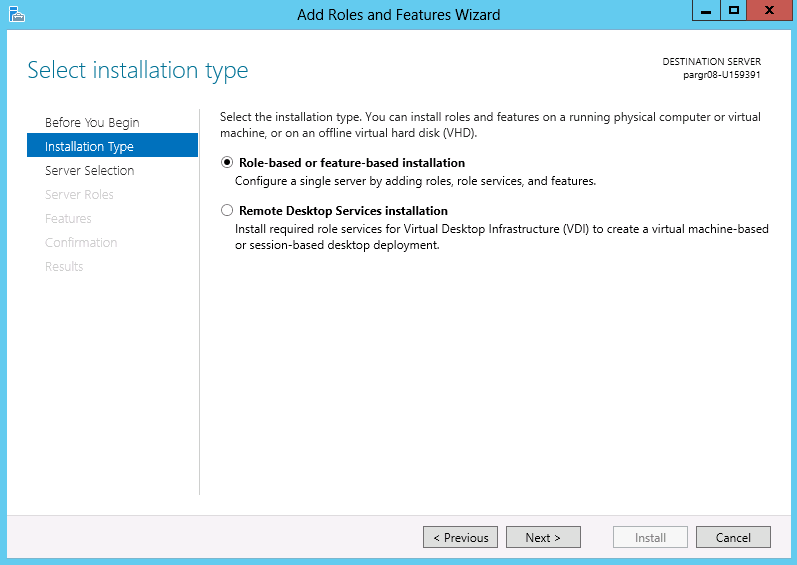 Add Roles and Features Wizard
Select installation type
DESTINATION SERVER
pargr08-U159391
Before You Begin
Installation Type
Server Selection
Server Roles
Features
Confirmation
Results
Select the installation type. You can install roles and features on a running physical computer or virtual
machine, or on an offline virtual hard disk (VHD).
Role-based or feature-based installation
Configure a single server by adding roles, role services, and features.
Remote Desktop Services installation
Install required role services for Virtual Desktop Infrastructure (VDI) to create a virtual machine-based
or session-based desktop deployment.
< Previous
Next >
Install
Cancel